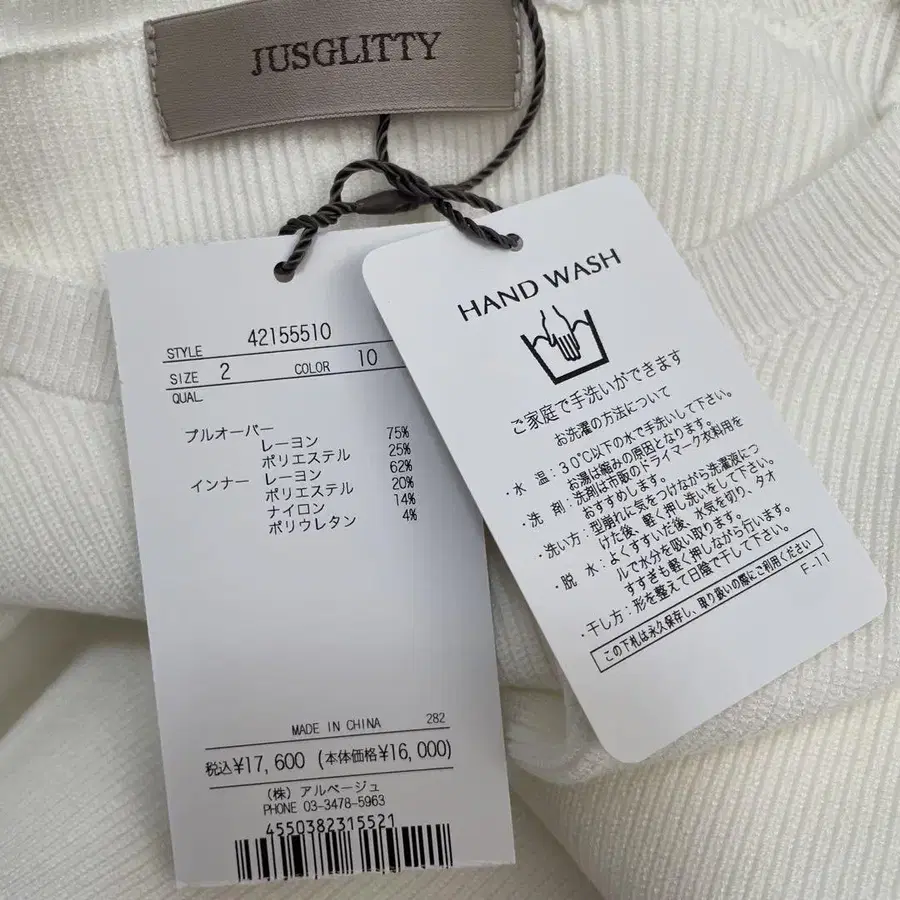 JUSGLITTY
STYLE 42155510
SIZE 2 COLOR 10
QUAL.
プルオーバー
レーヨン 75%
ポリエステル 25%
インナー レーヨン 62%
ポリエステル 20%
ナイロン 14%
ポリウレタン 4%
MADE IN CHINA 282
税込¥17,600 (本体価格¥16,000)
(株) アルページュ
PHONE 03-3478-5963
4550382315521
HAND WASH
ご家庭で手洗いができます
お洗濯の方法について
・水 温:30℃以下の水で手洗いして下さい。
お湯は縮みの原因となります。
・洗 剤:洗剤は市販のドライマーク衣料用を
おすすめします。
・洗い方:型崩れに気をつけながら洗濯液につ
けた後、軽く押し洗いをして下さい。
・脱 水:よくすすいだ後、水気を切り、タオ
ルで水分を吸い取ります。
すすぎも軽く押しながら行います。
・干し方:形を整えて日陰で干して下さい。
この下札は永久保存し、取り扱いの際にご利用ください
F-11